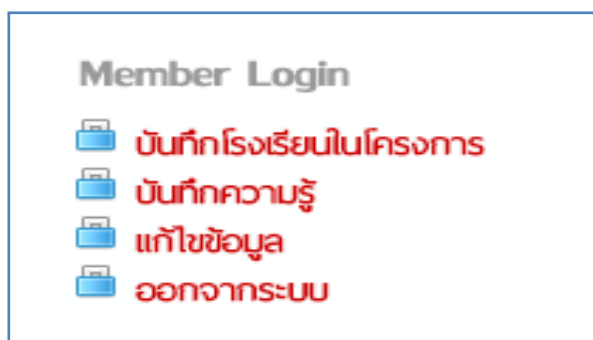 Member Login
บันทึกโรงเรียนในโครงการ
บันทึกความรู้
แก้ไขข้อมูล
ออกจากระบบ